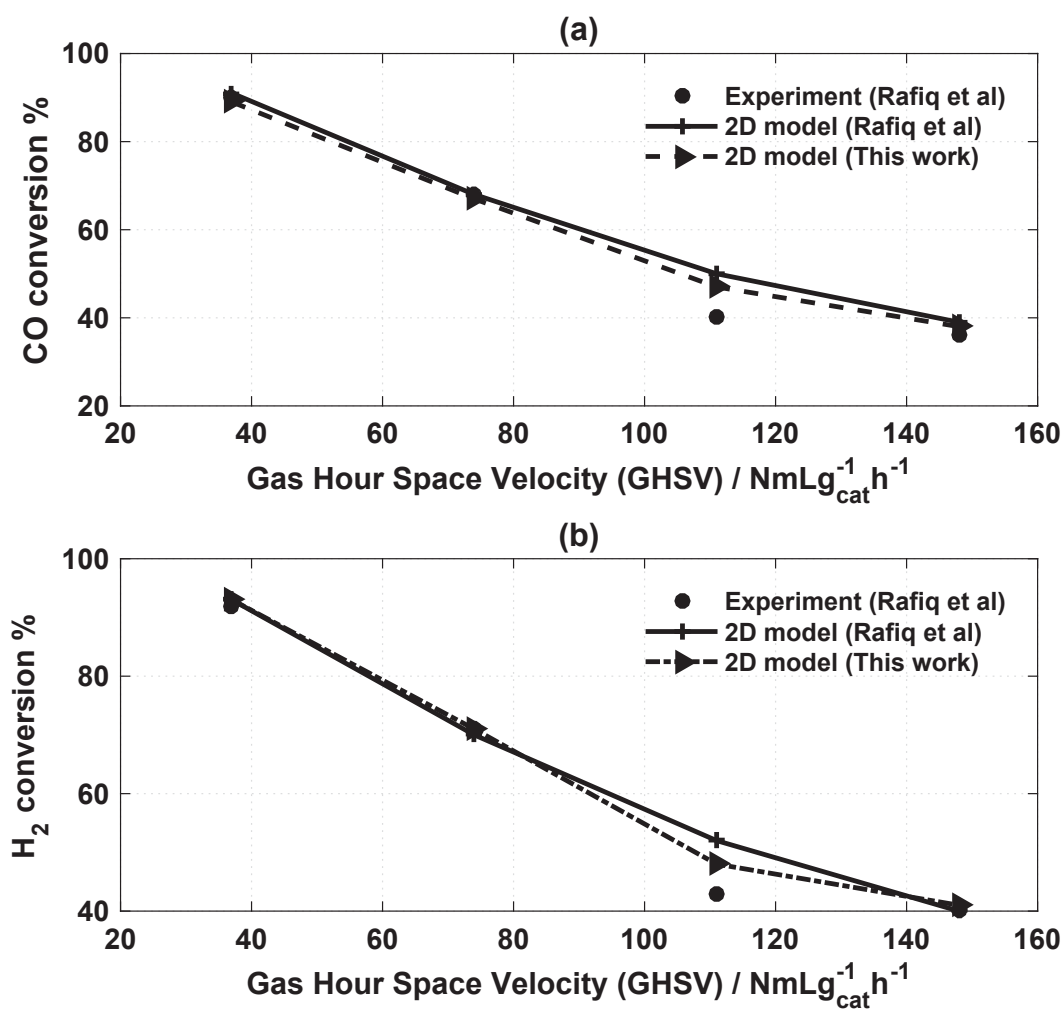 (a)
100
80
60
40
20
CO conversion %
Experiment (Rafiq et al)
2D model (Rafiq et al)
2D model (This work)
20 40 60 80 100 120 140 160
Gas Hour Space Velocity (GHSV) / NmLg_cat^-1 h^-1
(b)
100
80
60
40
H_2 conversion %
Experiment (Rafiq et al)
2D model (Rafiq et al)
2D model (This work)
20 40 60 80 100 120 140 160
Gas Hour Space Velocity (GHSV) / NmLg_cat^-1 h^-1